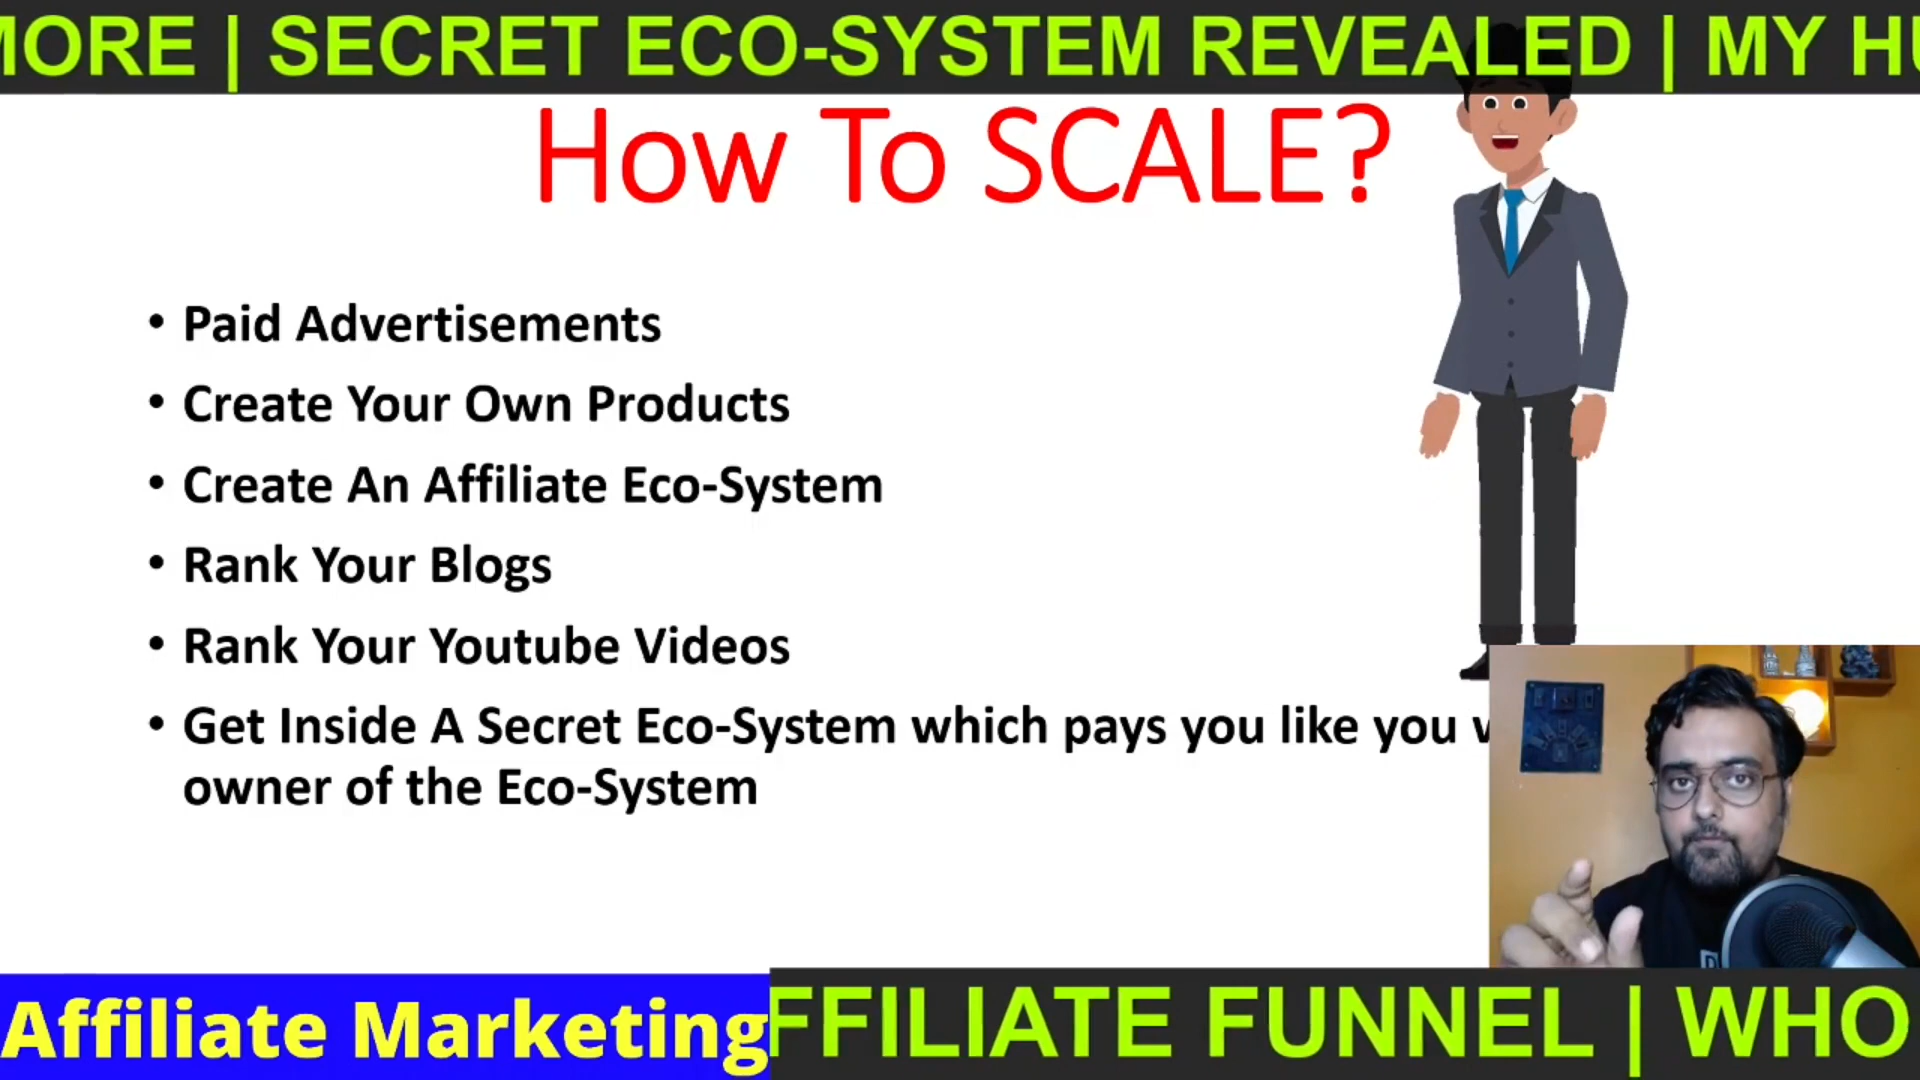 MORE | SECRET ECO-SYSTEM REVEALED | MY
How To SCALE?
• Paid Advertisements
• Create Your Own Products
• Create An Affiliate Eco-System
• Rank Your Blogs
• Rank Your Youtube Videos
• Get Inside A Secret Eco-System which pays you like you
owner of the Eco-System
Affiliate Marketing
FFILIATE FUNNEL | WHO